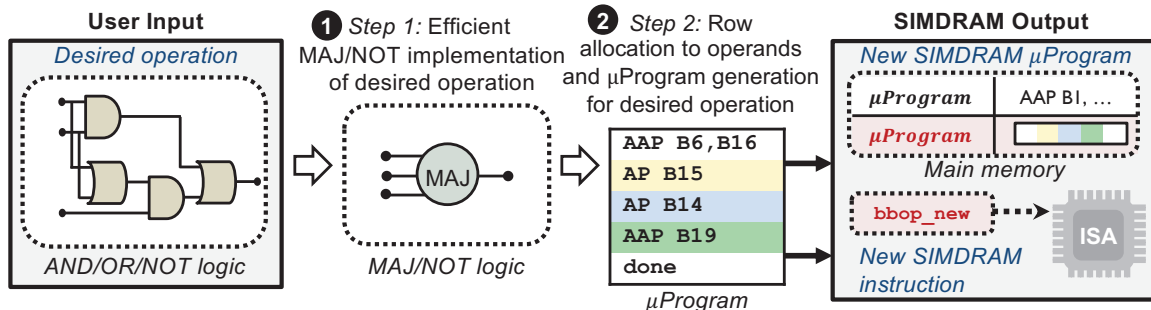 User Input
Desired operation
AND/OR/NOT logic
1 Step 1: Efficient
MAJ/NOT implementation
of desired operation
MAJ
MAJ/NOT logic
2 Step 2: Row
allocation to operands
and μProgram generation
for desired operation
AAP B6,B16
AP B15
AP B14
AAP B19
done
μProgram
SIMDRAM Output
New SIMDRAM μProgram
μProgram AAP B1, ...
μProgram
Main memory
bbop_new
ISA
New SIMDRAM
instruction